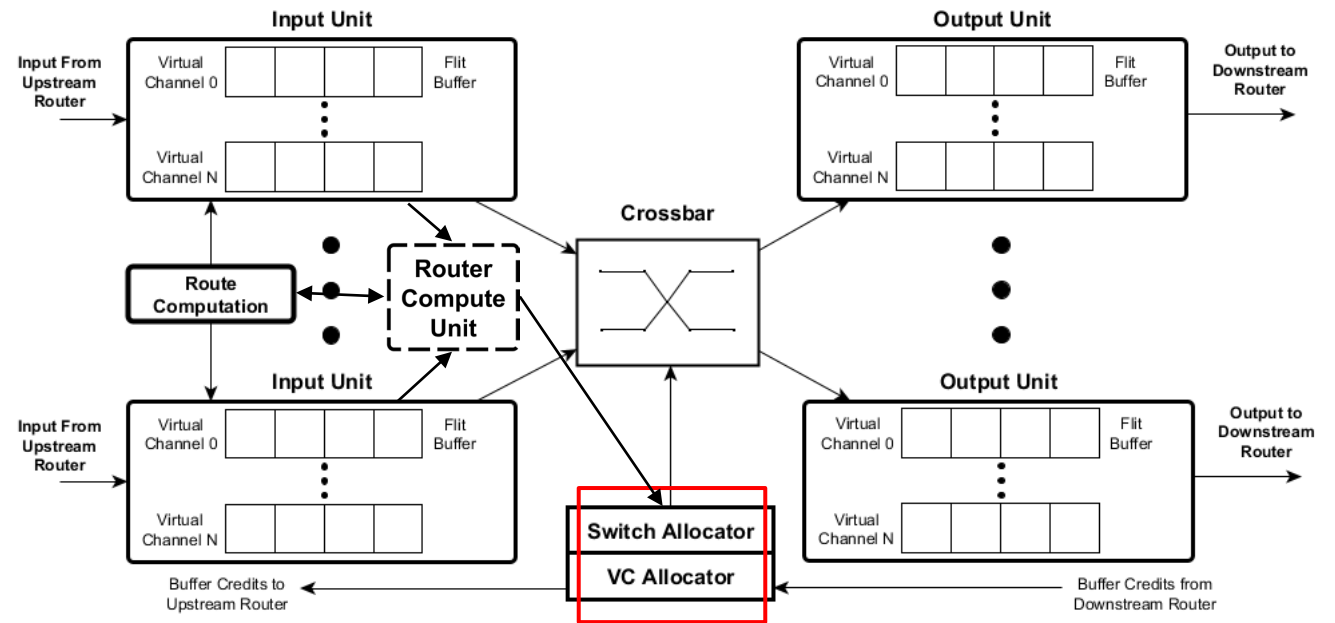 Input Unit
Output Unit
Input From
Upstream
Router
Virtual
Channel 0
Flit
Buffer
Virtual
Channel N
Virtual
Channel 0
Flit
Buffer
Virtual
Channel N
Output to
Downstream
Router
Crossbar
Route
Computation
Router
Compute
Unit
Input Unit
Output Unit
Input From
Upstream
Router
Virtual
Channel 0
Flit
Buffer
Virtual
Channel N
Virtual
Channel 0
Flit
Buffer
Virtual
Channel N
Output to
Downstream
Router
Switch Allocator
VC Allocator
Buffer Credits to
Upstream Router
Buffer Credits from
Downstream Router